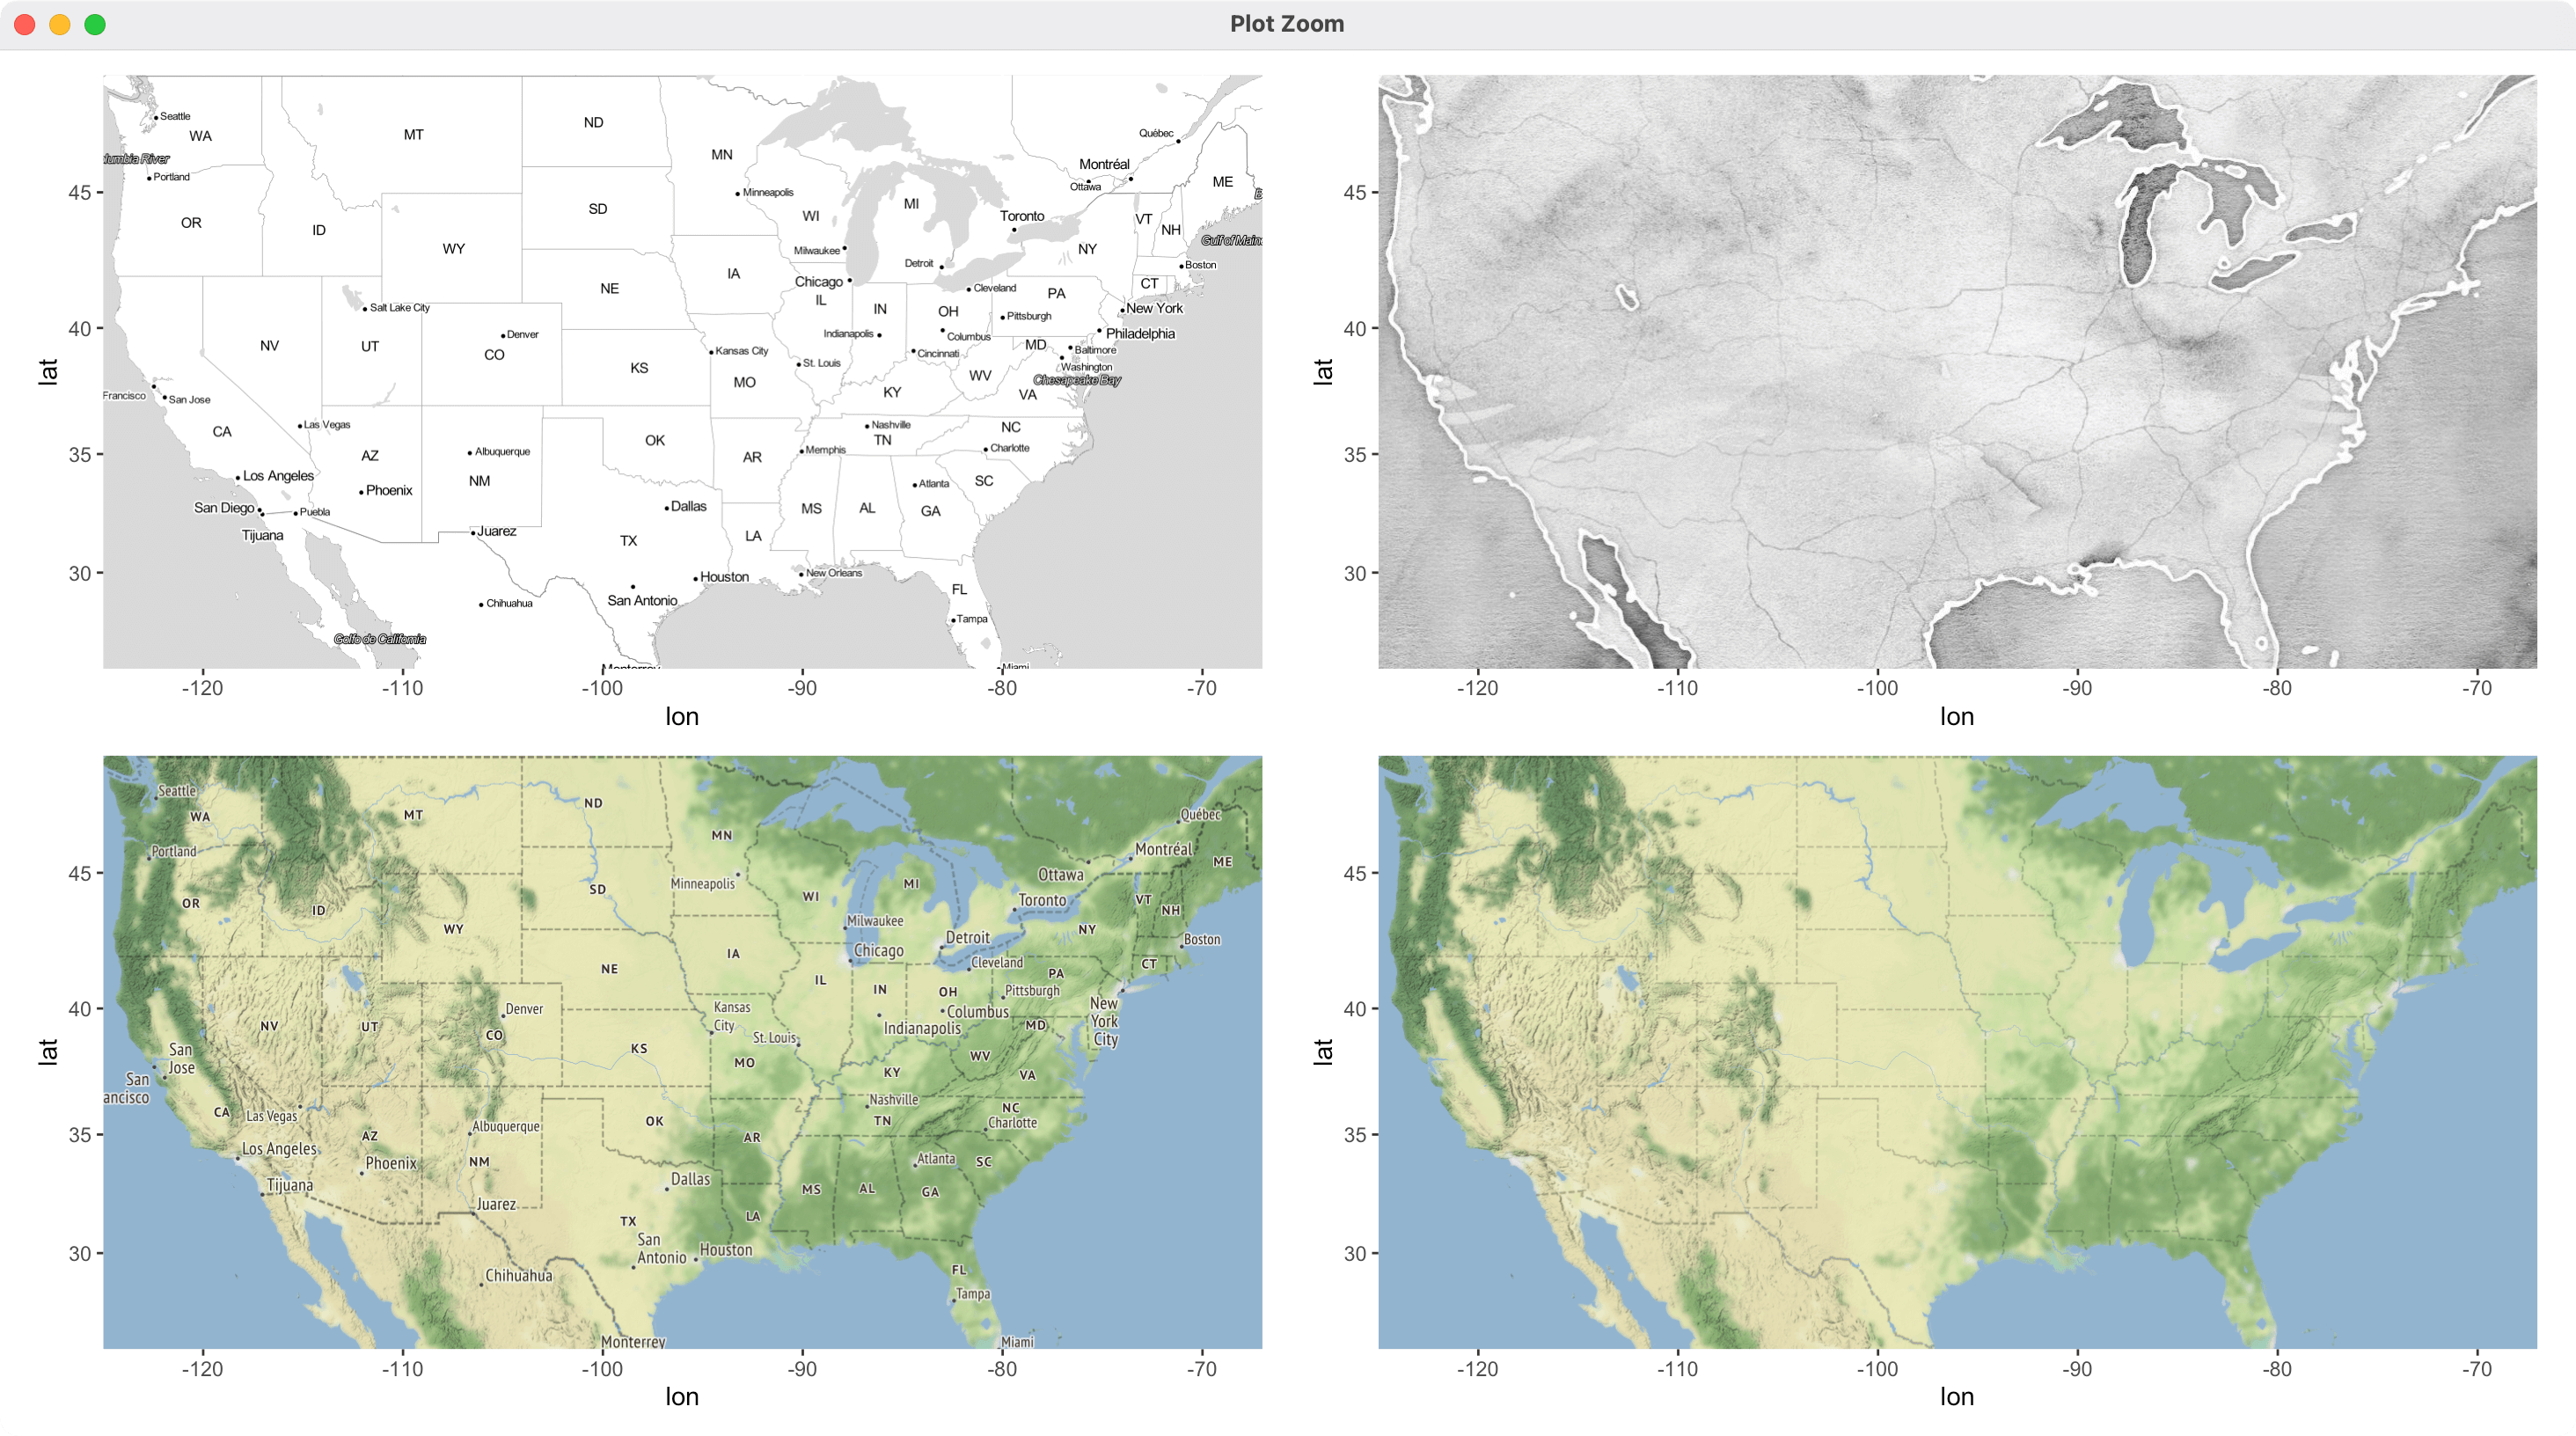 Plot Zoom
Seattle
WA
MT
ND
MN
Québec
umbia River
Portland
Montréal
Ottawa
ME
45
Minneapolis
OR
ID
SD
WI
MI
Toronto
VT
NH
WY
Milwaukee
NY
Gulf of Main
Detroit
Boston
IA
Chicago
NE
IL
IN
OH
Cleveland
PA
CT
Salt Lake City
New York
Pittsburgh
40
Denver
Indianapolis
Columbus
Philadelphia
NV
UT
CO
Kansas City
Cincinnati
MD
Baltimore
St. Louis
Washington
KS
MO
WV
Chesapeake Bay
lat
Francisco
San Jose
KY
VA
Las Vegas
CA
OK
Nashville
TN
NC
35
Albuquerque
AZ
AR
Memphis
Charlotte
Los Angeles
Phoenix
NM
Atlanta
SC
San Diego
Puebla
Dallas
MS
AL
GA
Tijuana
Juarez
TX
LA
30
Houston
New Orleans
San Antonio
FL
Chihuahua
Tampa
Golfo de California
Monterrey
Miami
-120
-110
-100
-90
-80
-70
lon
45
40
lat
35
30
-120
-110
-100
-90
-80
-70
lon
Seattle
WA
MT
ND
MN
Québec
Portland
Montréal
ME
45
Ottawa
Minneapolis
OR
ID
SD
WI
MI
Toronto
VT
NH
WY
Milwaukee
NY
Detroit
Boston
IA
Chicago
NE
IL
IN
OH
Cleveland
PA
CT
Pittsburgh
40
Denver
Kansas
City
Columbus
New
York
City
NV
UT
CO
Indianapolis
MD
St. Louis
KS
MO
WV
lat
San
Jose
San
ancisco
KY
VA
Las Vegas
CA
OK
Nashville
TN
NC
Charlotte
35
Albuquerque
AZ
AR
Los Angeles
Phoenix
NM
Atlanta
SC
Tijuana
Dallas
MS
AL
GA
Juarez
TX
LA
30
San
Antonio
Houston
Chihuahua
FL
Tampa
Monterrey
Miami
-120
-110
-100
-90
-80
-70
lon
45
40
lat
35
30
-120
-110
-100
-90
-80
-70
lon